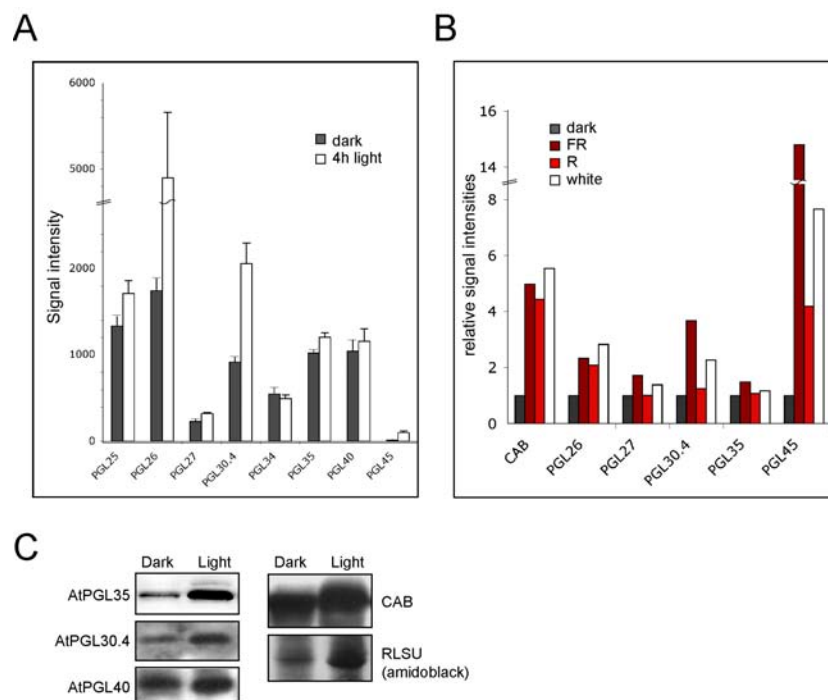 A
6000
5000
2000
1000
0
Signal intensity
dark
4h light
PGL25
PGL26
PGL27
PGL30.4
PGL34
PGL35
PGL40
PGL45
B
16
14
8
6
4
2
0
relative signal intensities
dark
FR
R
white
CAB
PGL26
PGL27
PGL30.4
PGL35
PGL45
C
Dark Light
AtPGL35
AtPGL30.4
AtPGL40
Dark Light
CAB
RLSU
(amidoblack)